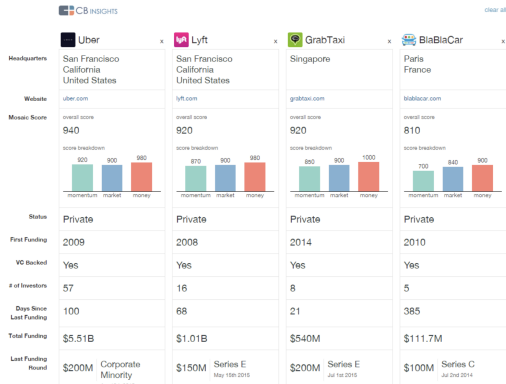 CB INSIGHTS
clear all
Uber x Lyft x GrabTaxi x BlaBlaCar x
Headquarters San Francisco California United States San Francisco California United States Singapore Paris France
Website uber.com lyft.com grabtaxi.com blablacar.com
Mosaic Score overall score overall score overall score overall score
940 920 920 810
score breakdown score breakdown score breakdown score breakdown
920 900 980 870 900 980 850 900 1000 700 840 900
momentum market money momentum market money momentum market money momentum market money
Status Private Private Private Private
First Funding 2009 2008 2014 2010
VC Backed Yes Yes Yes Yes
# of Investors 57 16 8 5
Days Since Last Funding 100 68 21 385
Total Funding $5.51B $1.01B $540M $111.7M
Last Funding Round $200M Corporate Minority $150M Series E May 15th 2015 $200M Series E Jul 1st 2015 $100M Series C Jul 2nd 2014